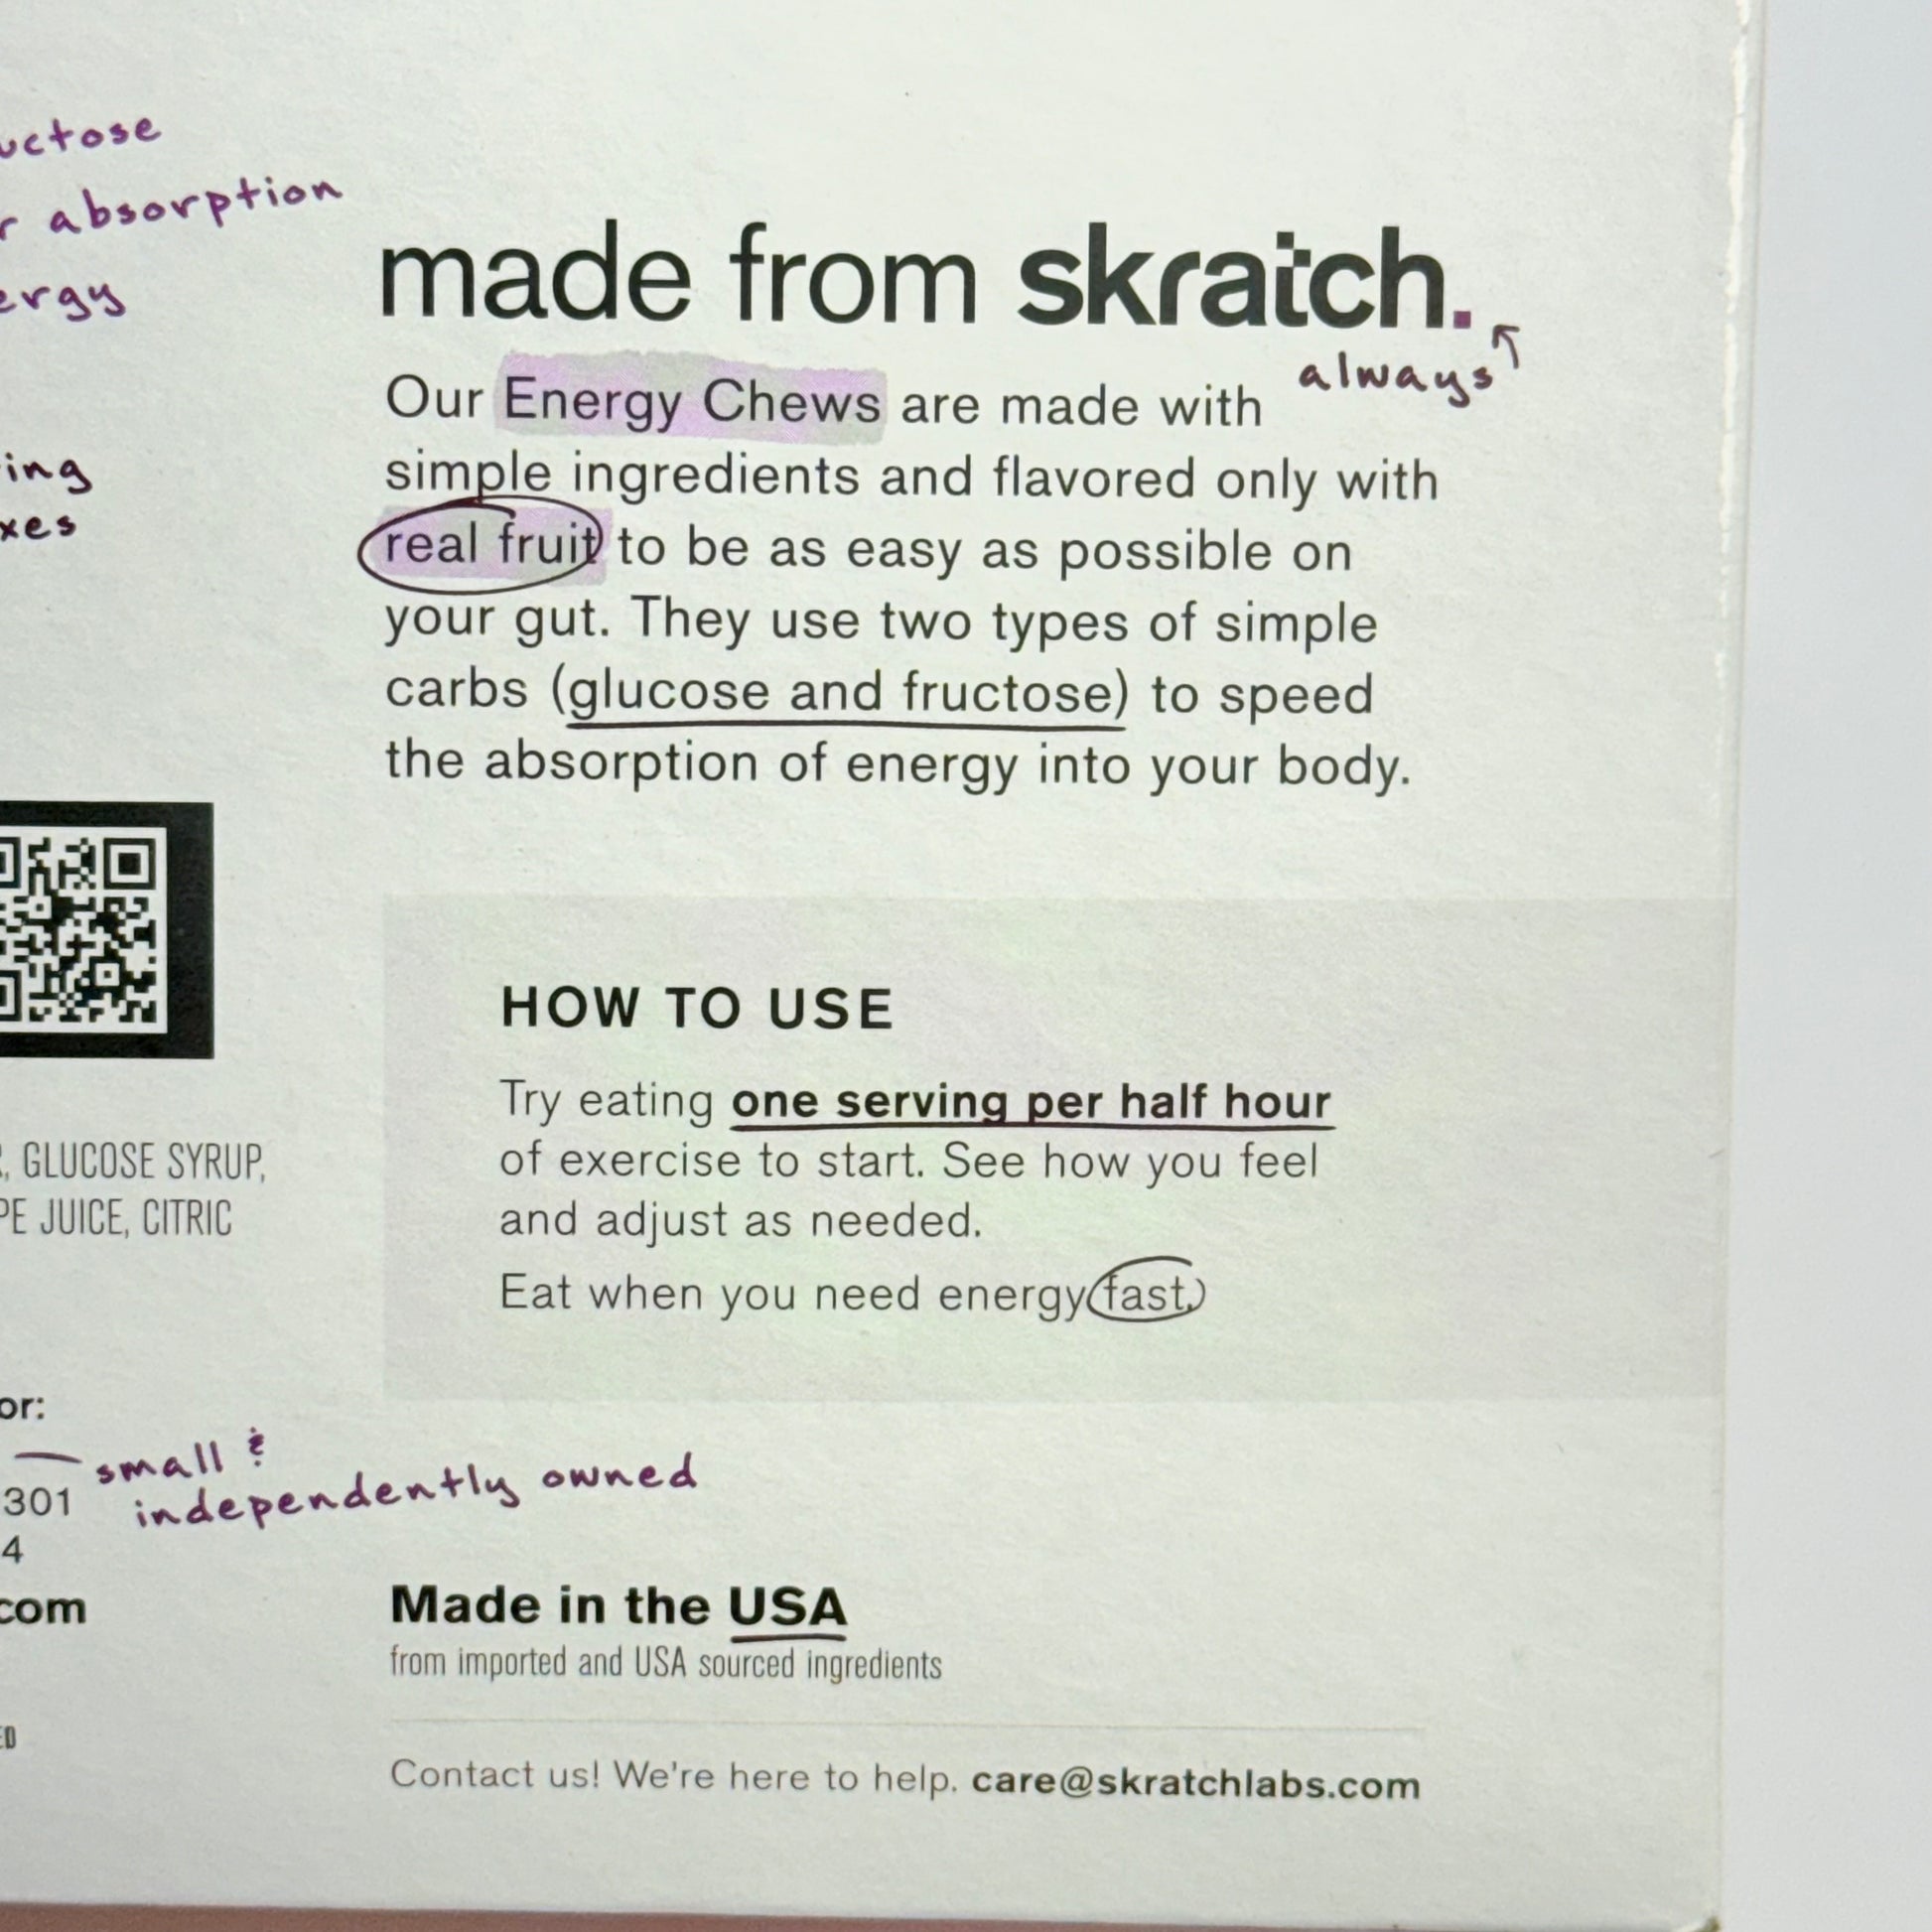 absorption
made from skratch.
always
Our Energy Chews are made with
simple ingredients and flavored only with
real fruit to be as easy as possible on
your gut. They use two types of simple
carbs (glucose and fructose) to speed
the absorption of energy into your body.
HOW TO USE
Try eating one serving per half hour
of exercise to start. See how you feel
and adjust as needed.
Eat when you need energy fast.
GLUCOSE SYRUP,
JUICE, CITRIC
or:
small &
independently owned
301
4
com
Made in the USA
from imported and USA sourced ingredients
Contact us! We're here to help. care@skratchlabs.com